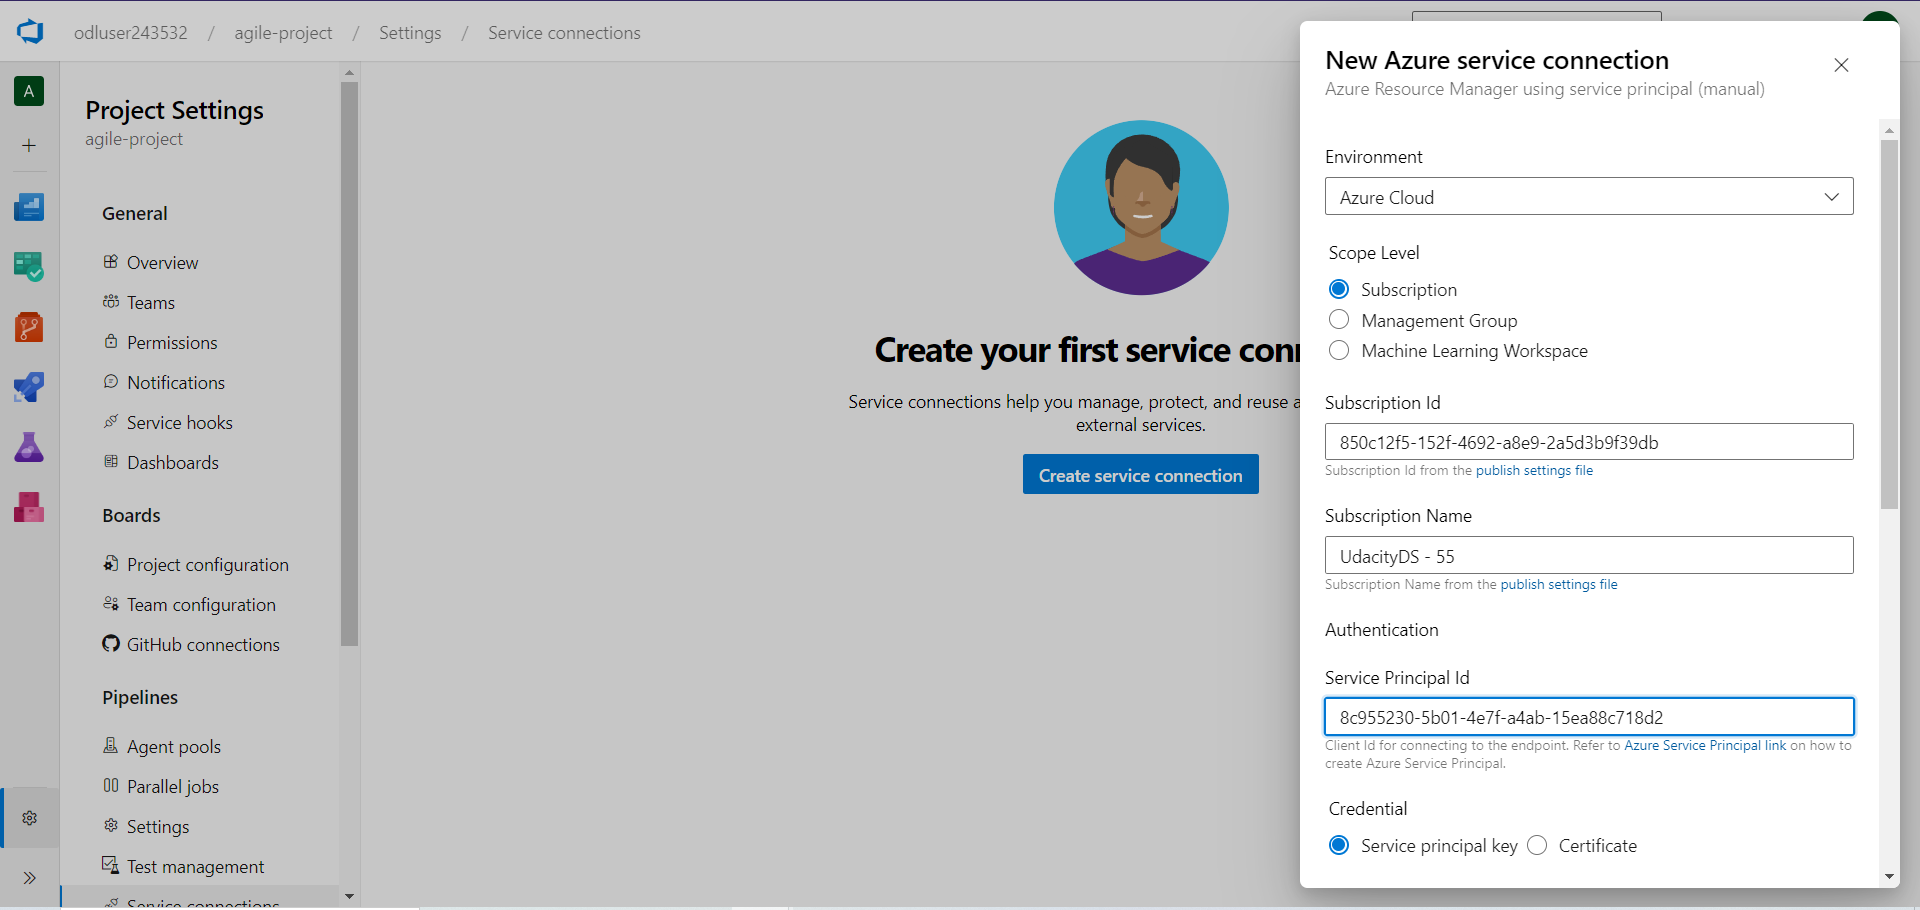 odluser243532 / agile-project / Settings / Service connections
A
Project Settings
agile-project
General
Overview
Teams
Permissions
Notifications
Service hooks
Dashboards
Boards
Project configuration
Team configuration
GitHub connections
Pipelines
Agent pools
Parallel jobs
Settings
Test management
Service connections
Create your first service conn
Service connections help you manage, protect, and reuse a
external services.
Create service connection
New Azure service connection
Azure Resource Manager using service principal (manual)
Environment
Azure Cloud
Scope Level
Subscription
Management Group
Machine Learning Workspace
Subscription Id
850c12f5-152f-4692-a8e9-2a5d3b9f39db
Subscription Id from the publish settings file
Subscription Name
UdacityDS - 55
Subscription Name from the publish settings file
Authentication
Service Principal Id
8c955230-5b01-4e7f-a4ab-15ea88c718d2
Client Id for connecting to the endpoint. Refer to Azure Service Principal link on how to
create Azure Service Principal.
Credential
Service principal key Certificate